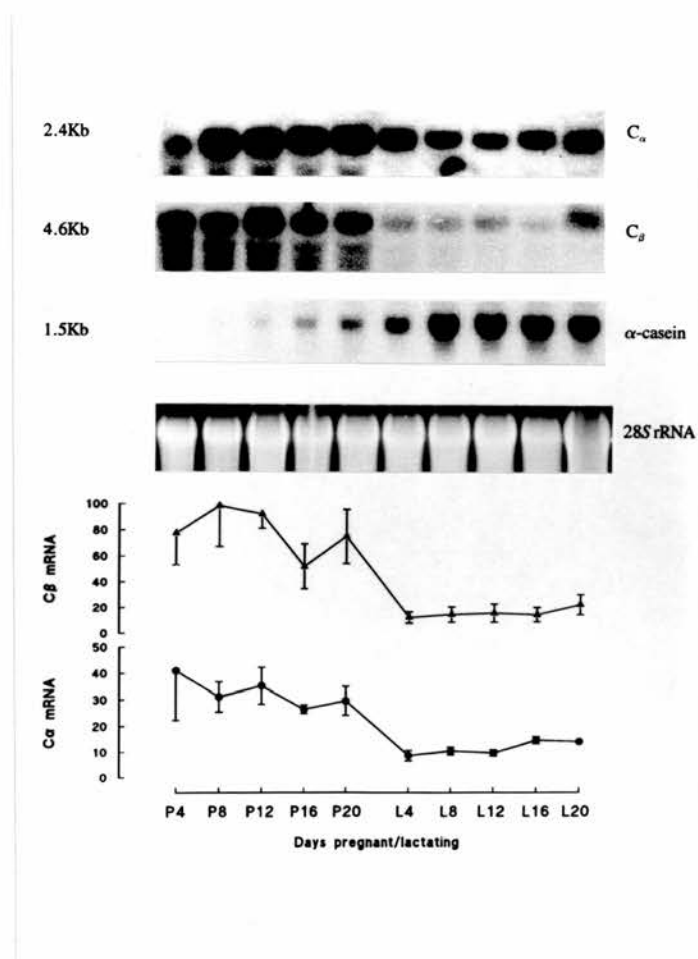 2.4Kb Cα
4.6Kb Cβ
1.5Kb α-casein
28S rRNA
100
80
60
40
20
0
Cβ mRNA
50
40
30
20
10
0
Cα mRNA
P4 P8 P12 P16 P20 L4 L8 L12 L16 L20
Days pregnant/lactating